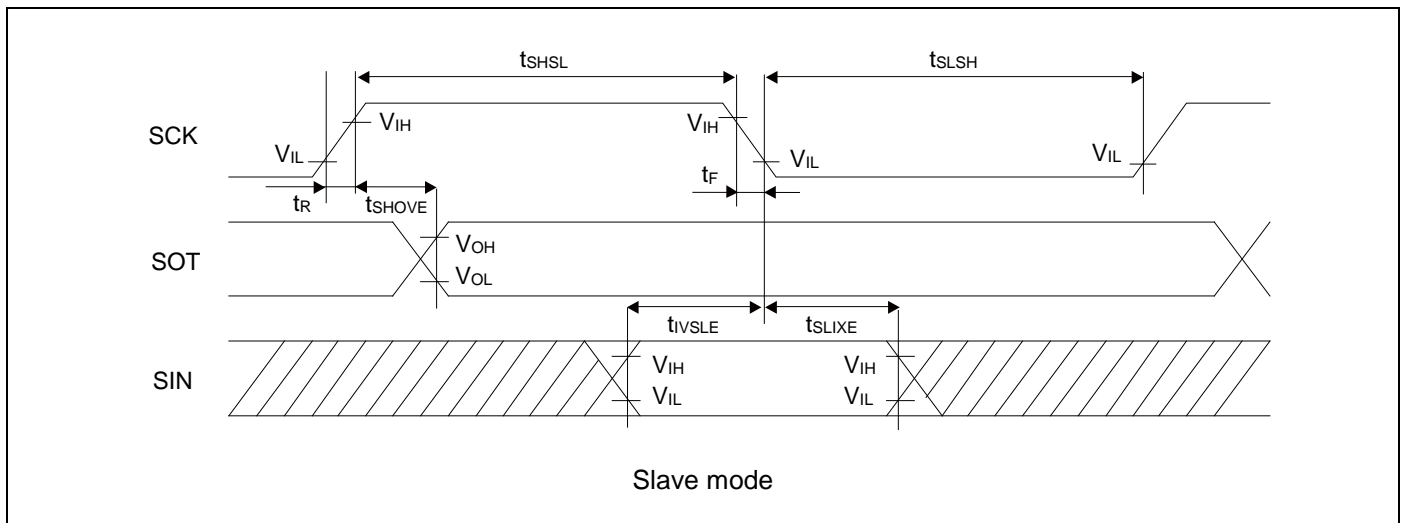 tSHSL tSLSH
SCK
VIH VIH
VIL VIL VIL
tR tSHOVE tF
SOT
VOH
VOL
tIVSLE tSLIXE
SIN
VIH VIH
VIL VIL
Slave mode